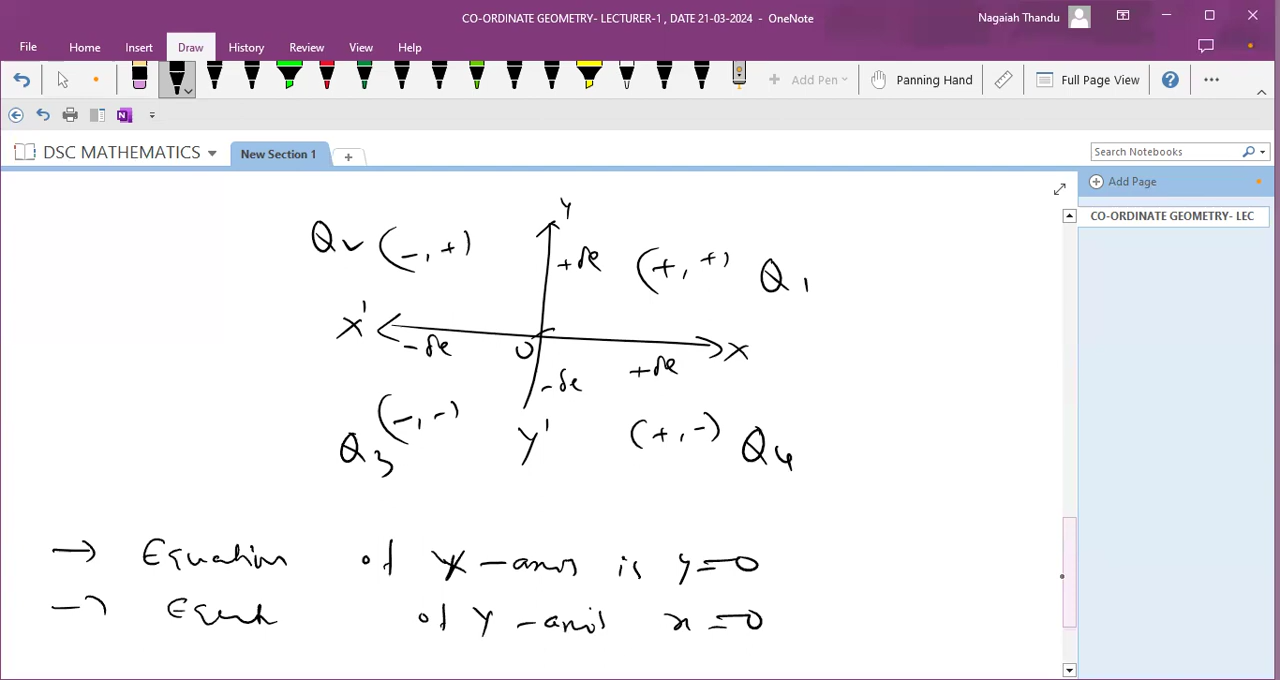 CO-ORDINATE GEOMETRY- LECTURER-1 , DATE 21-03-2024 - OneNote
Nagaiah Thandu
File Home Insert Draw History Review View Help
Add Pen Panning Hand Full Page View
DSC MATHEMATICS New Section 1
Search Notebooks
Add Page
CO-ORDINATE GEOMETRY- LEC
Y
Q2 (-, +)
+ve (+, +) Q1
X'
-ve O X
-ve +ve
(-, -)
Q3 Y' (+, -) Q4
→ Equation of X-axis is y=0
→ of Y-axis x=0